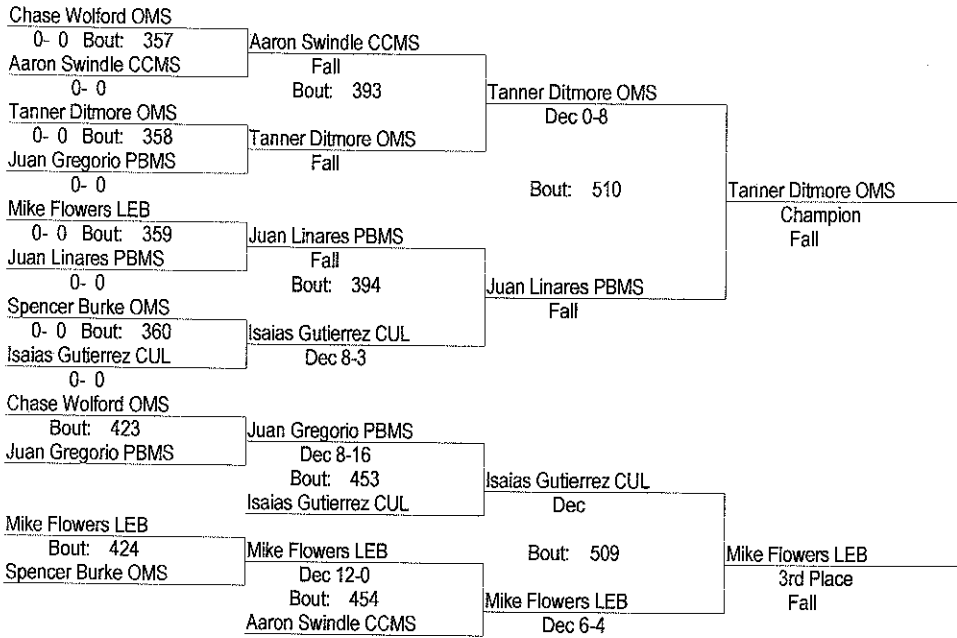 Chase Wolford OMS
0- 0 Bout: 357
Aaron Swindle CCMS
0- 0
Tanner Ditmore OMS
0- 0 Bout: 358
Juan Gregorio PBMS
0- 0
Mike Flowers LEB
0- 0 Bout: 359
Juan Linares PBMS
0- 0
Spencer Burke OMS
0- 0 Bout: 360
Isaias Gutierrez CUL
0- 0
Aaron Swindle CCMS
Fall
Bout: 393
Tanner Ditmore OMS
Fall
Juan Linares PBMS
Fall
Bout: 394
Isaias Gutierrez CUL
Dec 8-3
Tanner Ditmore OMS
Dec 0-8
Bout: 510
Juan Linares PBMS
Fall
Tanner Ditmore OMS
Champion
Fall
Chase Wolford OMS
Bout: 423
Juan Gregorio PBMS
Mike Flowers LEB
Bout: 424
Spencer Burke OMS
Juan Gregorio PBMS
Dec 8-16
Bout: 453
Isaias Gutierrez CUL
Mike Flowers LEB
Dec 12-0
Bout: 454
Aaron Swindle CCMS
Isaias Gutierrez CUL
Dec
Bout: 509
Mike Flowers LEB
Dec 6-4
Mike Flowers LEB
3rd Place
Fall